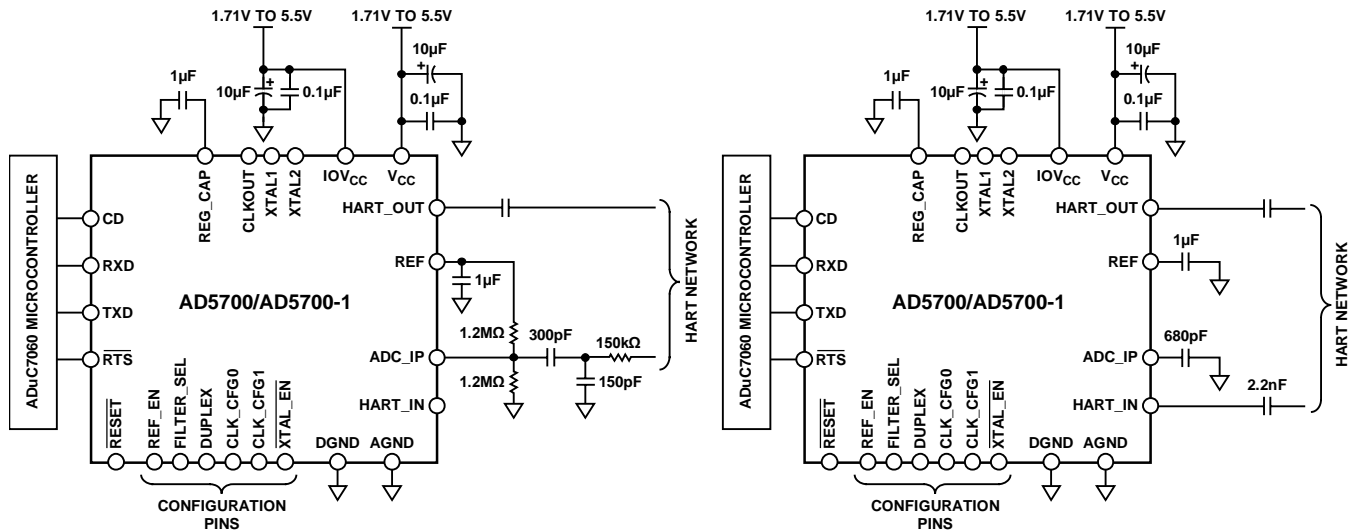 1.71V TO 5.5V
1.71V TO 5.5V
10µF
1µF
10µF
0.1µF
0.1µF
ADuC7060 MICROCONTROLLER
CD
RXD
TXD
RTS
REG_CAP
CLKOUT
XTAL1
XTAL2
IOVCC
VCC
HART_OUT
REF
1µF
AD5700/AD5700-1
1.2MΩ
300pF
150kΩ
ADC_IP
1.2MΩ
150pF
HART_IN
HART NETWORK
RESET
REF_EN
FILTER_SEL
DUPLEX
CLK_CFG0
CLK_CFG1
XTAL_EN
DGND
AGND
CONFIGURATION
PINS
1.71V TO 5.5V
1.71V TO 5.5V
10µF
1µF
10µF
0.1µF
0.1µF
ADuC7060 MICROCONTROLLER
CD
RXD
TXD
RTS
REG_CAP
CLKOUT
XTAL1
XTAL2
IOVCC
VCC
HART_OUT
REF
1µF
AD5700/AD5700-1
680pF
ADC_IP
2.2nF
HART_IN
HART NETWORK
RESET
REF_EN
FILTER_SEL
DUPLEX
CLK_CFG0
CLK_CFG1
XTAL_EN
DGND
AGND
CONFIGURATION
PINS